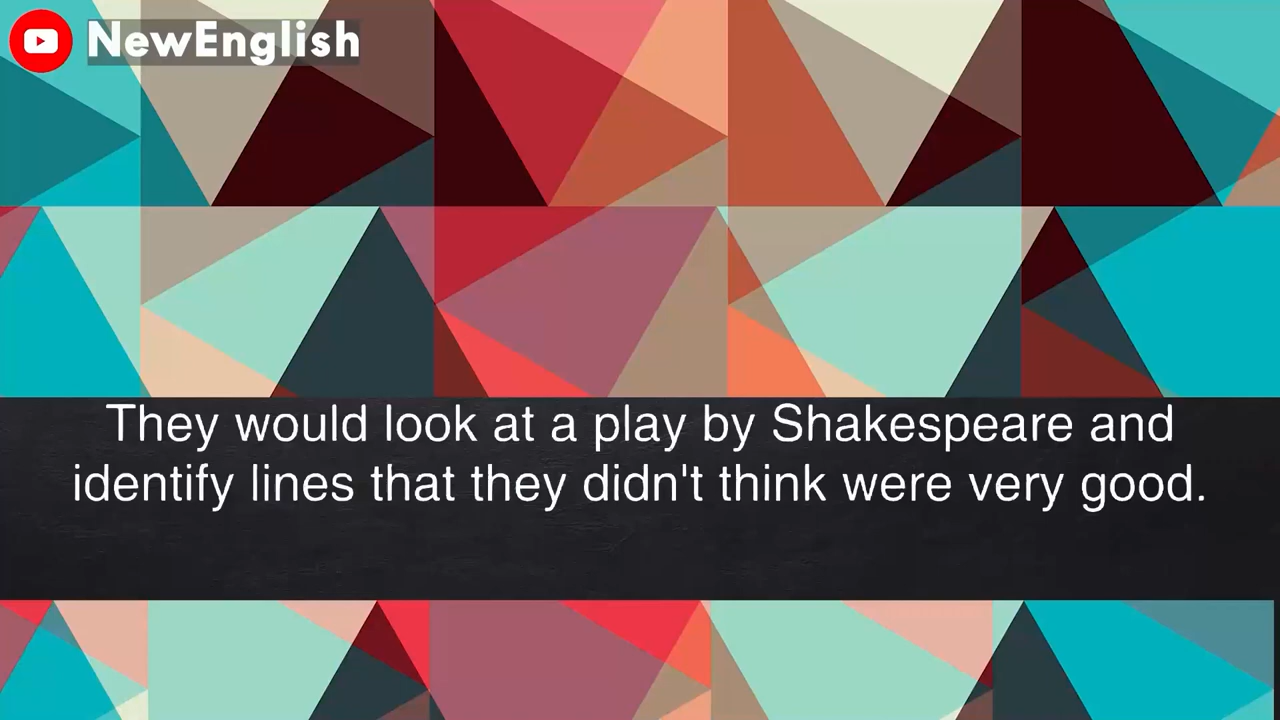 NewEnglish
They would look at a play by Shakespeare and
identify lines that they didn't think were very good.